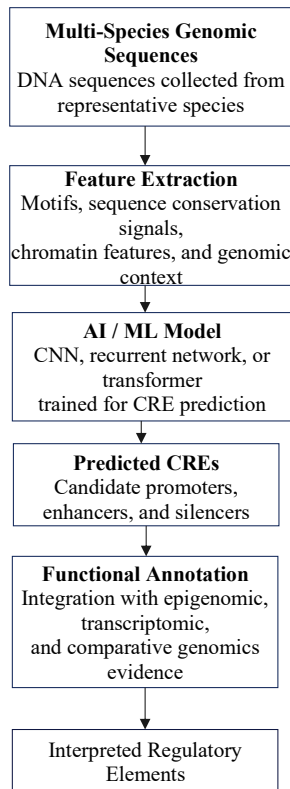 Multi-Species Genomic
Sequences
DNA sequences collected from
representative species
Feature Extraction
Motifs, sequence conservation
signals,
chromatin features, and genomic
context
AI / ML Model
CNN, recurrent network, or
transformer
trained for CRE prediction
Predicted CREs
Candidate promoters,
enhancers, and silencers
Functional Annotation
Integration with epigenomic,
transcriptomic,
and comparative genomics
evidence
Interpreted Regulatory
Elements